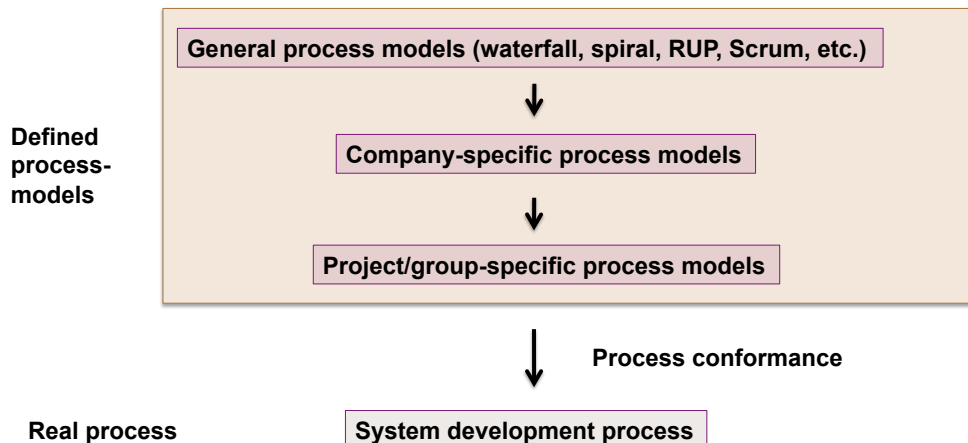 General process models (waterfall, spiral, RUP, Scrum, etc.)
Defined
process-
models
Company-specific process models
Project/group-specific process models
Process conformance
Real process
System development process